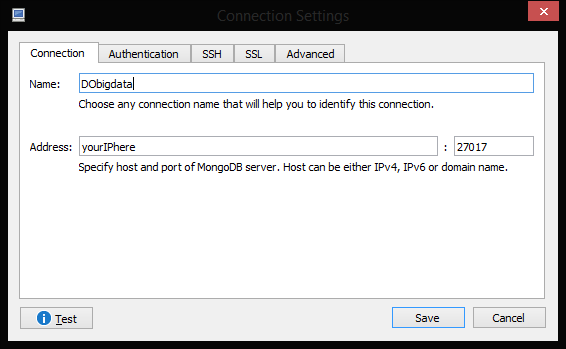 Connection Settings
Connection Authentication SSH SSL Advanced
Name: DObigdata
Choose any connection name that will help you to identify this connection.
Address: yourIPhere : 27017
Specify host and port of MongoDB server. Host can be either IPv4, IPv6 or domain name.
Test Save Cancel